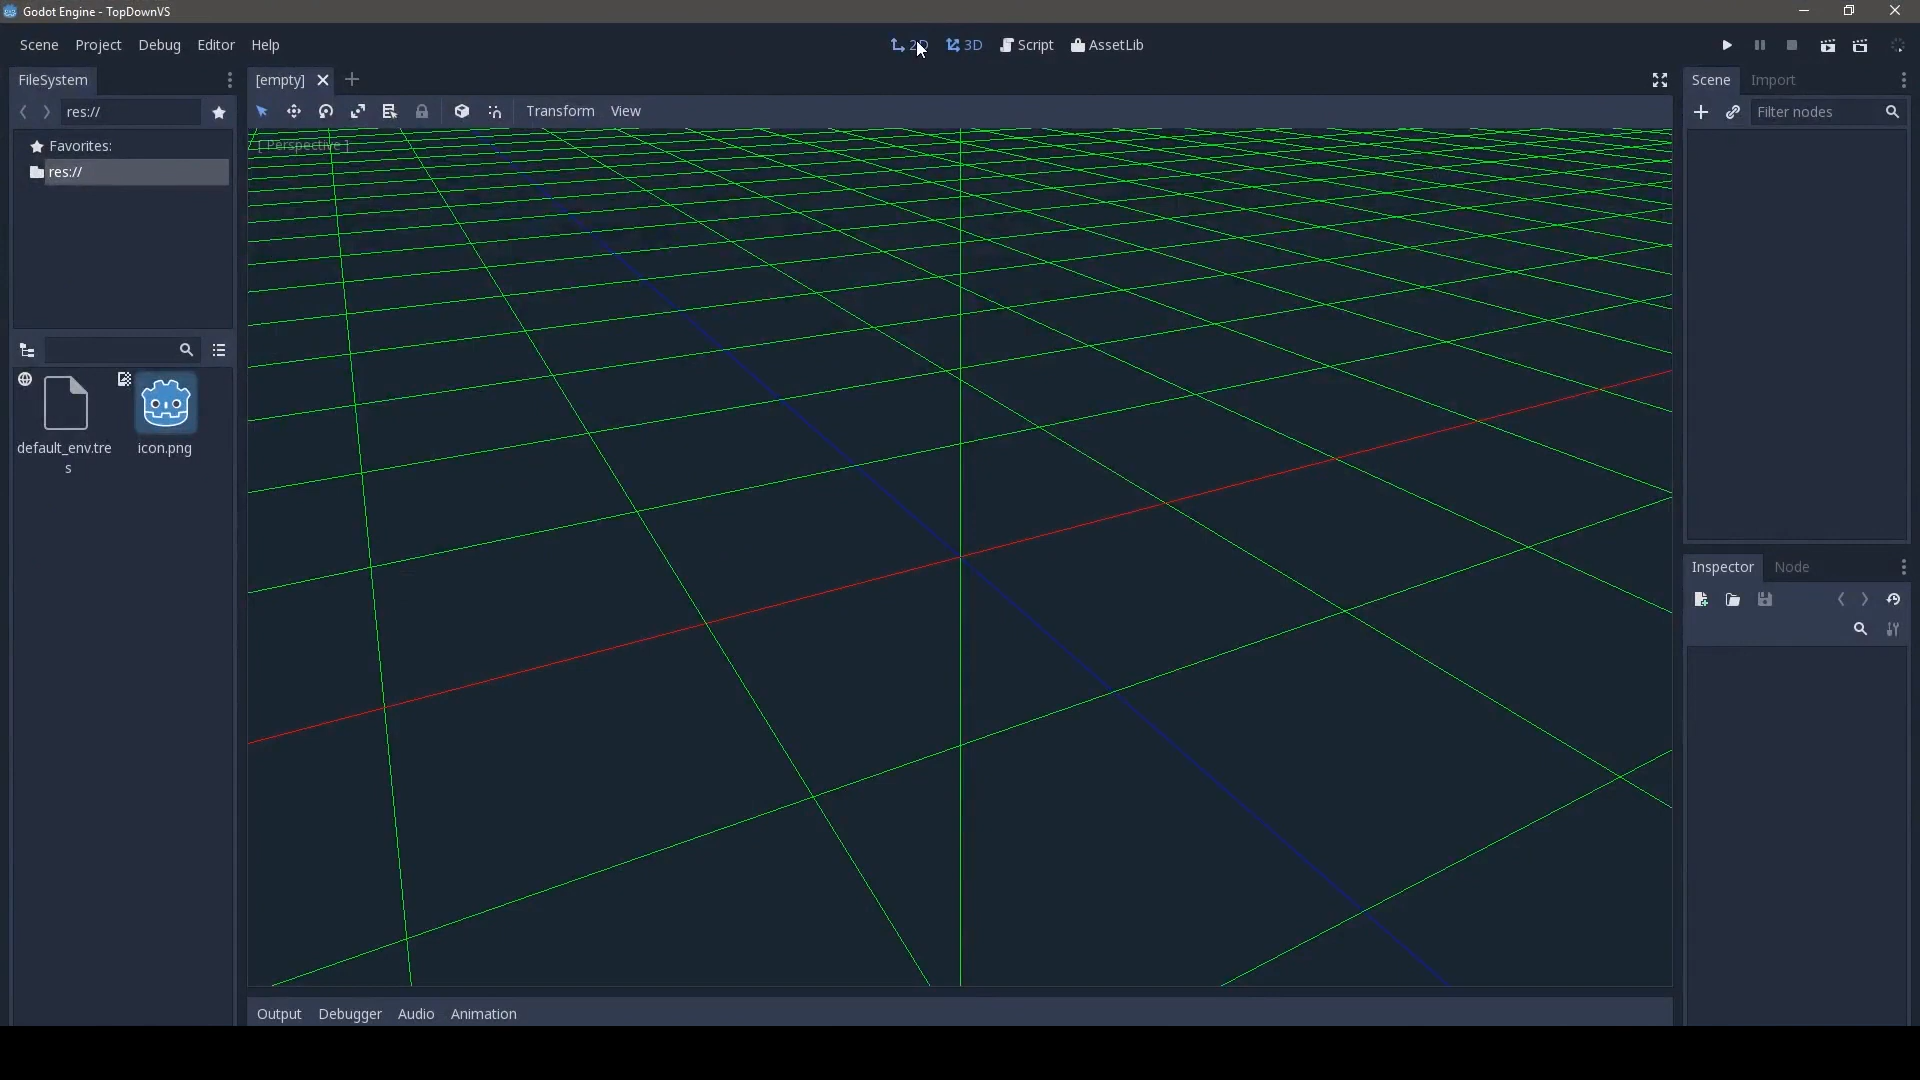 Godot Engine - TopDownVS
Scene Project Debug Editor Help
2D 3D Script AssetLib
FileSystem
res://
Favorites:
res://
default_env.tre
s
icon.png
[empty]
Transform View
[ Perspective ]
Output Debugger Audio Animation
Scene Import
Filter nodes
Inspector Node